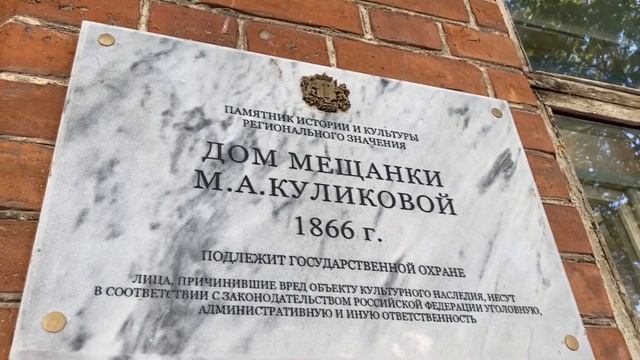 ПАМЯТНИК ИСТОРИИ И КУЛЬТУРЫ
РЕГИОНАЛЬНОГО ЗНАЧЕНИЯ
ДОМ МЕЩАНКИ
М.А.КУЛИКОВОЙ
1866 г.
ПОДЛЕЖИТ ГОСУДАРСТВЕННОЙ ОХРАНЕ
ЛИЦА, ПРИЧИНИВШИЕ ВРЕД ОБЪЕКТУ КУЛЬТУРНОГО НАСЛЕДИЯ, НЕСУТ
В СООТВЕТСТВИИ С ЗАКОНОДАТЕЛЬСТВОМ РОССИЙСКОЙ ФЕДЕРАЦИИ УГОЛОВНУЮ,
АДМИНИСТРАТИВНУЮ И ИНУЮ ОТВЕТСТВЕННОСТЬ